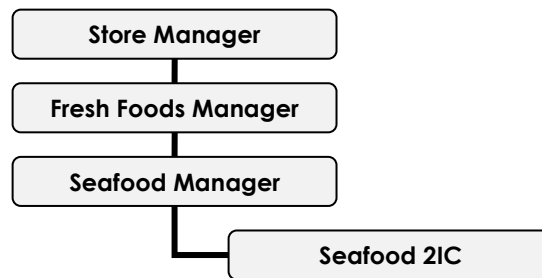 Store Manager
Fresh Foods Manager
Seafood Manager
Seafood 2IC